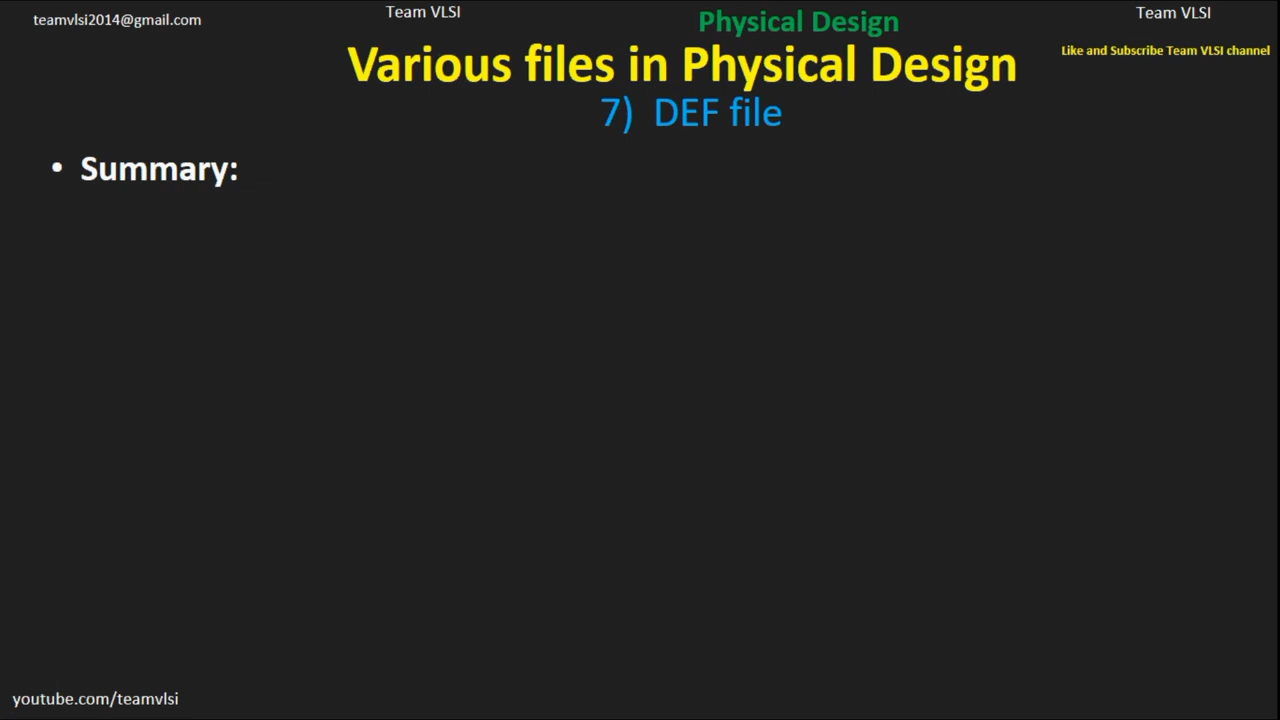 teamvlsi2014@gmail.com
Team VLSI
Physical Design
Team VLSI
Various files in Physical Design
Like and Subscribe Team VLSI channel
7) DEF file
• Summary:
youtube.com/teamvlsi